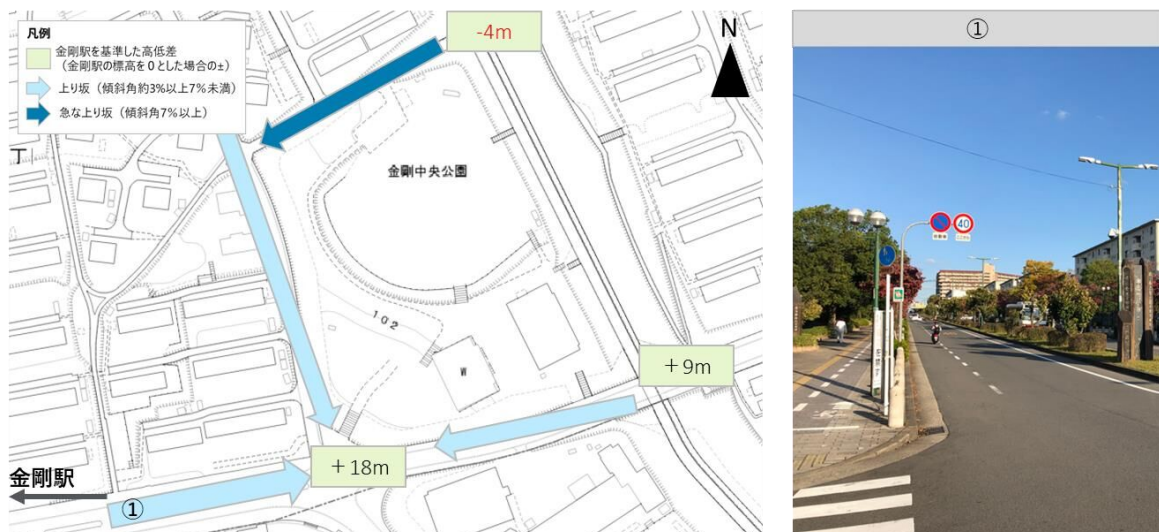 凡例
金剛駅を基準した高低差
(金剛駅の標高を0とした場合の±)
上り坂(傾斜角約3%以上7%未満)
急な上り坂(傾斜角7%以上)
-4m
N
丁
金剛中央公園
102
W
+9m
+18m
金剛駅
①
①
40